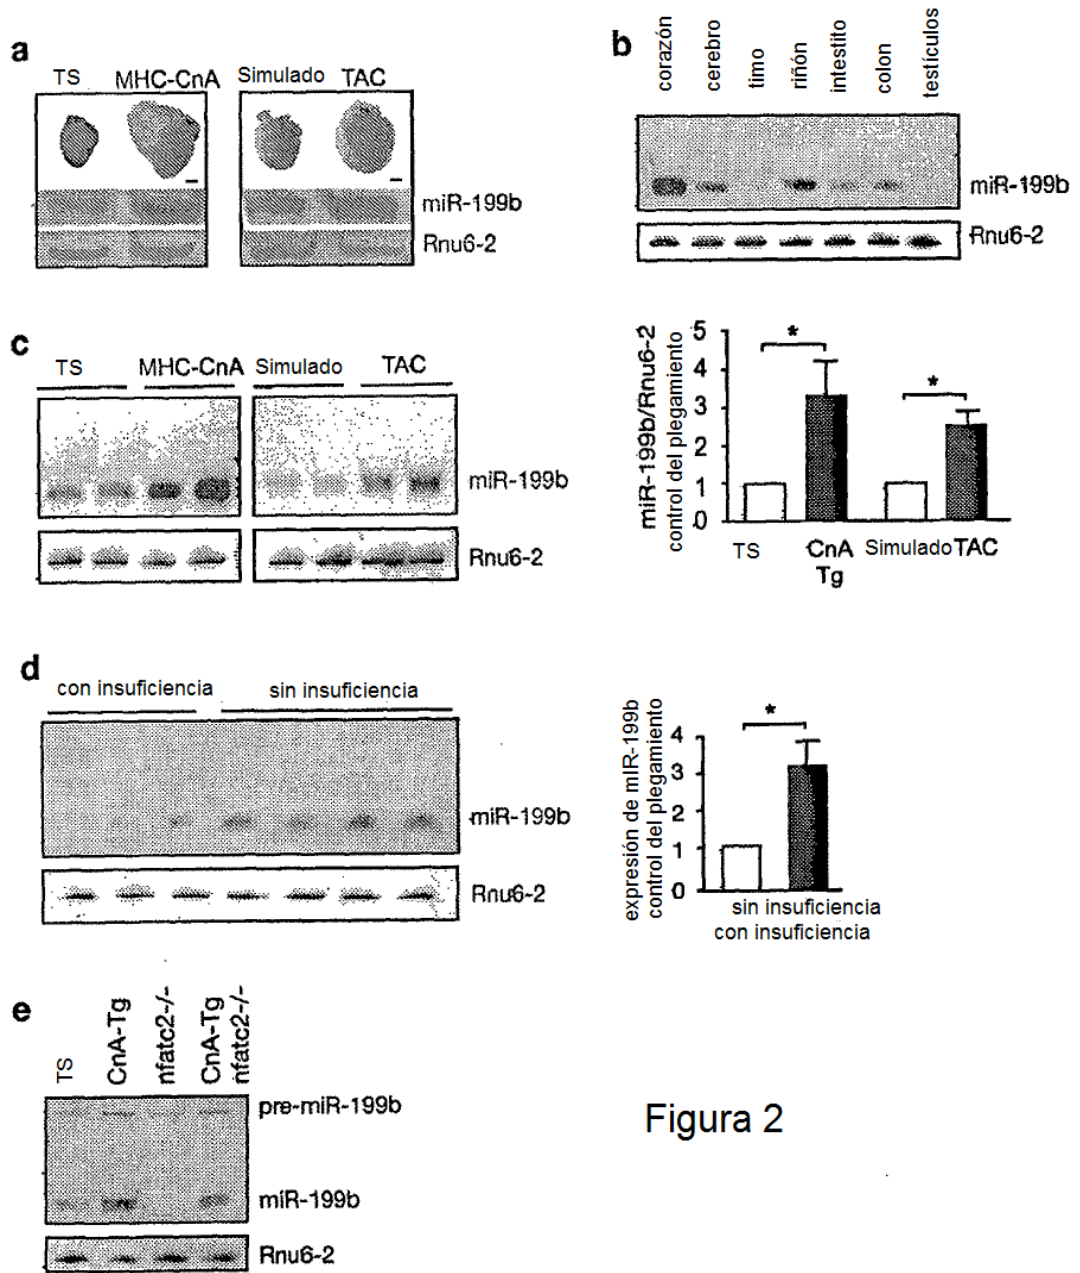 a
TS MHC-CnA Simulado TAC
miR-199b
Rnu6-2
b
corazón
cerebro
timo
riñón
intestito
colon
testículos
miR-199b
Rnu6-2
c
TS MHC-CnA Simulado TAC
miR-199b
Rnu6-2
miR-199b/Rnu6-2
control del plegamiento
5
4
3
2
1
0
*
*
TS CnA Simulado TAC
Tg
d
con insuficiencia sin insuficiencia
miR-199b
Rnu6-2
expresión de mIR-199b
control del plegamiento
4
3
2
1
0
*
sin insuficiencia
con insuficiencia
e
TS
CnA-Tg
nfatc2-/-
CnA-Tg
nfatc2-/-
pre-miR-199b
miR-199b
Rnu6-2
Figura 2